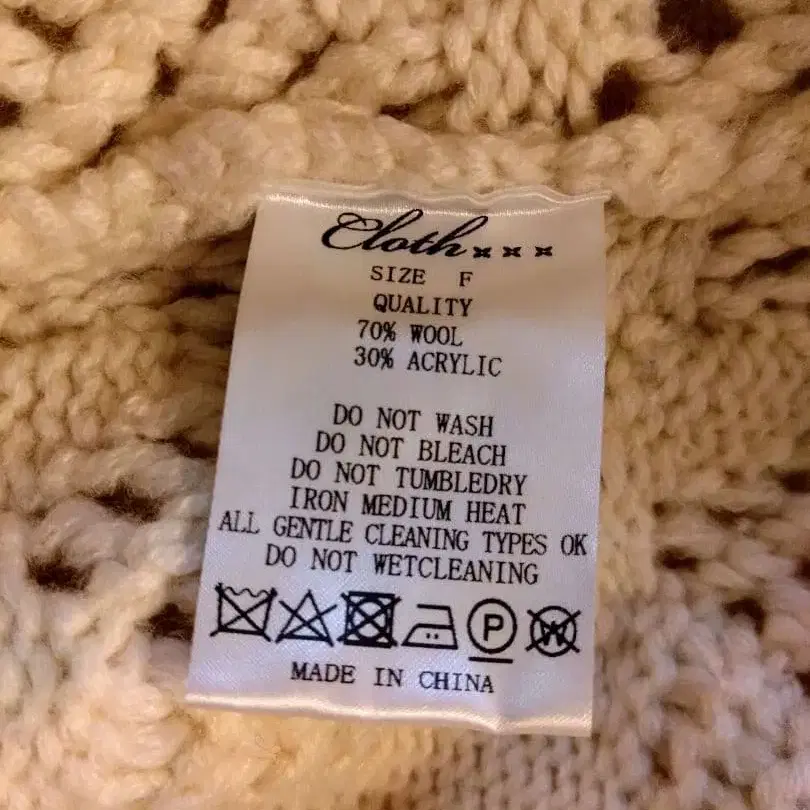 Cloth×××
SIZE F
QUALITY
70% WOOL
30% ACRYLIC
DO NOT WASH
DO NOT BLEACH
DO NOT TUMBLEDRY
IRON MEDIUM HEAT
ALL GENTLE CLEANING TYPES OK
DO NOT WETCLEANING
P W
MADE IN CHINA